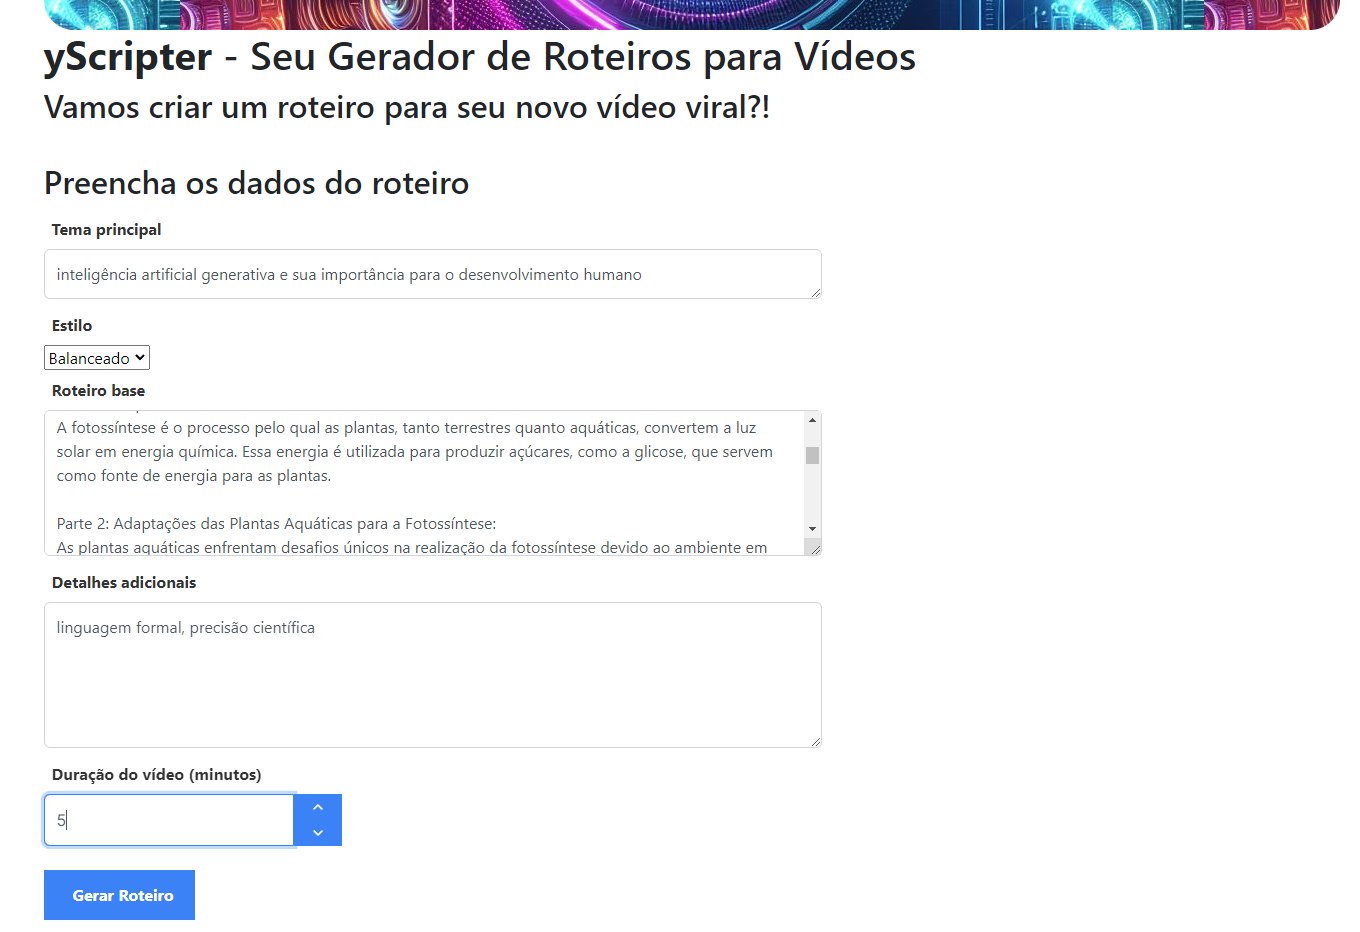 yScripter - Seu Gerador de Roteiros para Vídeos
Vamos criar um roteiro para seu novo vídeo viral?!
Preencha os dados do roteiro
Tema principal
inteligência artificial generativa e sua importância para o desenvolvimento humano
Estilo
Balanceado
Roteiro base
A fotossíntese é o processo pelo qual as plantas, tanto terrestres quanto aquáticas, convertem a luz
solar em energia química. Essa energia é utilizada para produzir açúcares, como a glicose, que servem
como fonte de energia para as plantas.
Parte 2: Adaptações das Plantas Aquáticas para a Fotossíntese:
As plantas aquáticas enfrentam desafios únicos na realização da fotossíntese devido ao ambiente em
Detalhes adicionais
linguagem formal, precisão científica
Duração do vídeo (minutos)
5
Gerar Roteiro